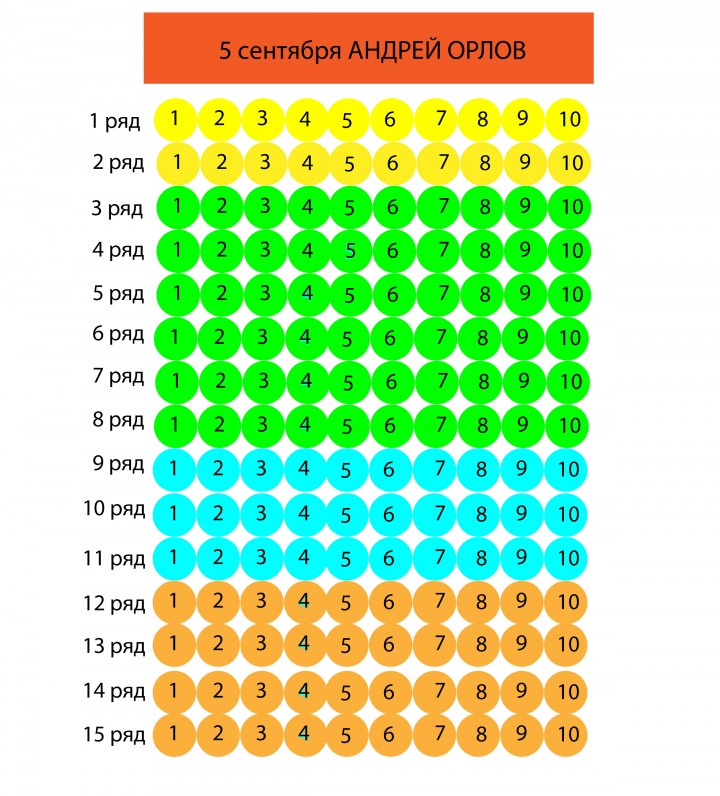 5 сентября АНДРЕЙ ОРЛОВ
1 ряд 1 2 3 4 5 6 7 8 9 10
2 ряд 1 2 3 4 5 6 7 8 9 10
3 ряд 1 2 3 4 5 6 7 8 9 10
4 ряд 1 2 3 4 5 6 7 8 9 10
5 ряд 1 2 3 4 5 6 7 8 9 10
6 ряд 1 2 3 4 5 6 7 8 9 10
7 ряд 1 2 3 4 5 6 7 8 9 10
8 ряд 1 2 3 4 5 6 7 8 9 10
9 ряд 1 2 3 4 5 6 7 8 9 10
10 ряд 1 2 3 4 5 6 7 8 9 10
11 ряд 1 2 3 4 5 6 7 8 9 10
12 ряд 1 2 3 4 5 6 7 8 9 10
13 ряд 1 2 3 4 5 6 7 8 9 10
14 ряд 1 2 3 4 5 6 7 8 9 10
15 ряд 1 2 3 4 5 6 7 8 9 10